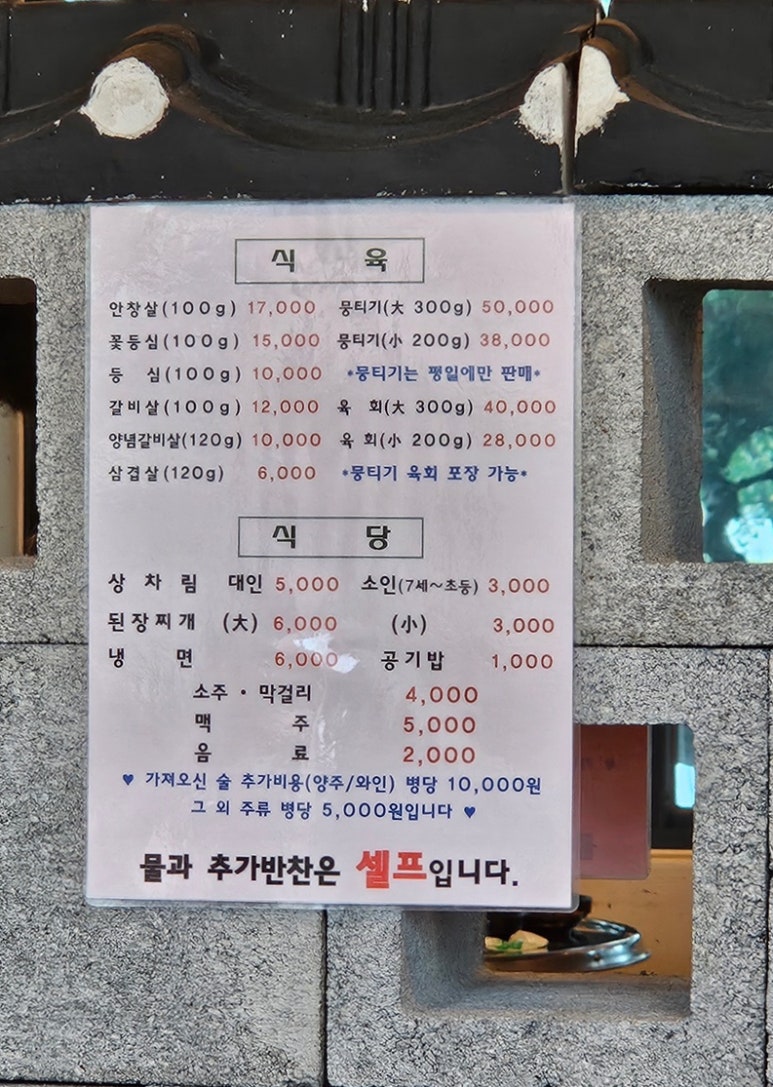 식 육
안창살(100g) 17,000 뭉티기(大 300g) 50,000
꽃등심(100g) 15,000 뭉티기(小 200g) 38,000
등 심(100g) 10,000 *뭉티기는 평일에만 판매*
갈비살(100g) 12,000 육 회(大 300g) 40,000
양념갈비살(120g) 10,000 육 회(小 200g) 28,000
삼겹살(120g) 6,000 *뭉티기 육회 포장 가능*
식 당
상 차 림 대인 5,000 소인(7세~초등) 3,000
된장찌개 (大) 6,000 (小) 3,000
냉 면 6,000 공기밥 1,000
소주 · 막걸리 4,000
맥 주 5,000
음 료 2,000
♥ 가져오신 술 추가비용(양주/와인) 병당 10,000원
그 외 주류 병당 5,000원입니다 ♥
물과 추가반찬은 셀프입니다.